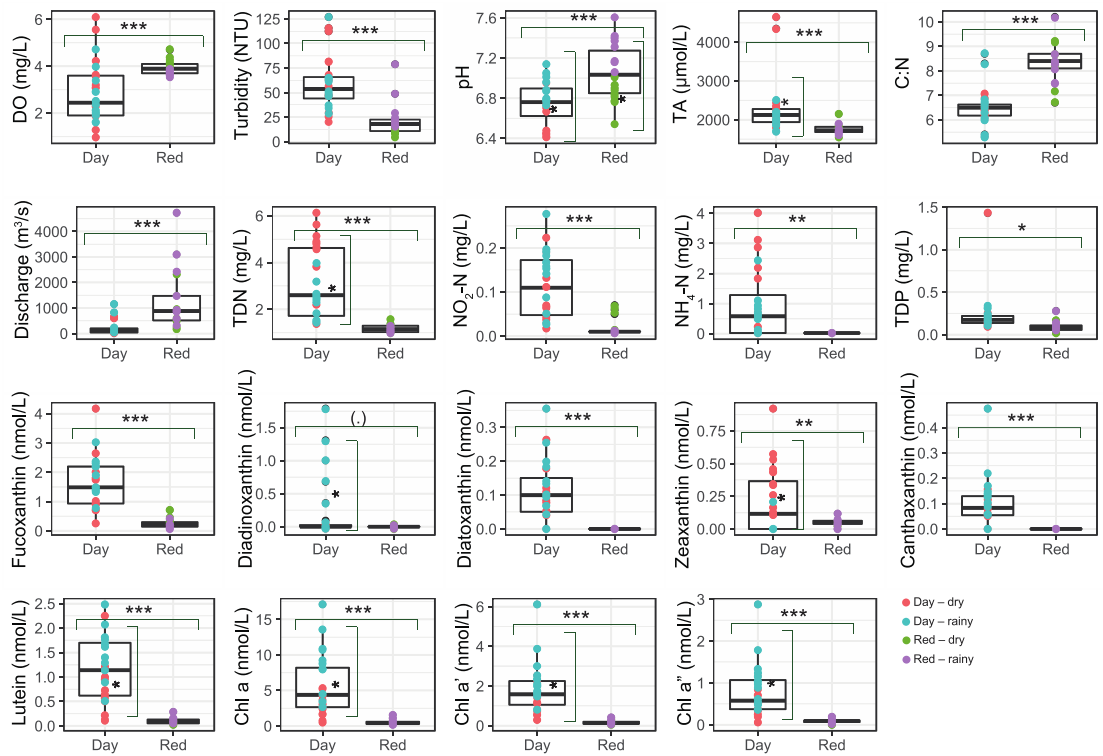 DO (mg/L)
6
4
2
***
Day Red
Turbidity (NTU)
125
100
75
50
25
0
***
Day Red
pH
7.6
7.2
6.8
6.4
***
*
*
Day Red
TA (µmol/L)
4000
3000
2000
***
*
Day Red
C:N
10
9
8
7
6
***
Day Red
Discharge (m³/s)
4000
3000
2000
1000
0
***
Day Red
TDN (mg/L)
6
4
2
***
*
Day Red
NO₂-N (mg/L)
0.2
0.1
0.0
***
Day Red
NH₄-N (mg/L)
4
3
2
1
0
**
Day Red
TDP (mg/L)
1.5
1.0
0.5
0.0
*
Day Red
Fucoxanthin (nmol/L)
4
3
2
1
0
***
Day Red
Diadinoxanthin (nmol/L)
1.5
1.0
0.5
0.0
(.)
*
Day Red
Diatoxanthin (nmol/L)
0.3
0.2
0.1
0.0
***
Day Red
Zeaxanthin (nmol/L)
0.75
0.50
0.25
0.00
**
*
Day Red
Canthaxanthin (nmol/L)
0.4
0.3
0.2
0.1
0.0
***
Day Red
Lutein (nmol/L)
2.5
2.0
1.5
1.0
0.5
0.0
***
*
Day Red
Chl a (nmol/L)
15
10
5
0
***
*
Day Red
Chl a' (nmol/L)
6
4
2
0
***
*
Day Red
Chl a" (nmol/L)
3
2
1
0
***
*
Day Red
Day – dry
Day – rainy
Red – dry
Red – rainy